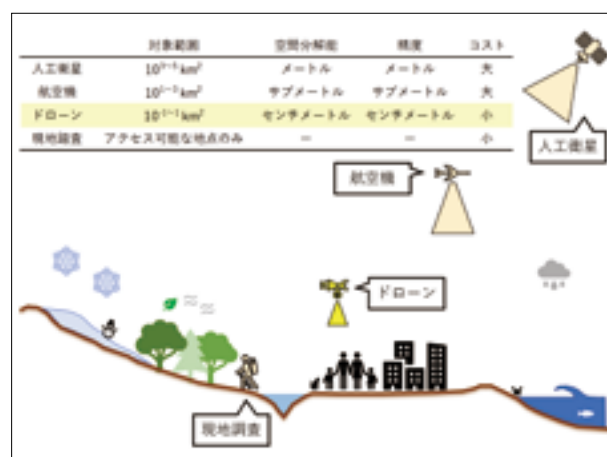 対象範囲 空間分解能 精度 コスト
人工衛星 メートル メートル 大
航空機 サブメートル サブメートル 大
ドローン センチメートル センチメートル 小
現地調査 アクセス可能な地点のみ － － 小
人工衛星
航空機
ドローン
現地調査